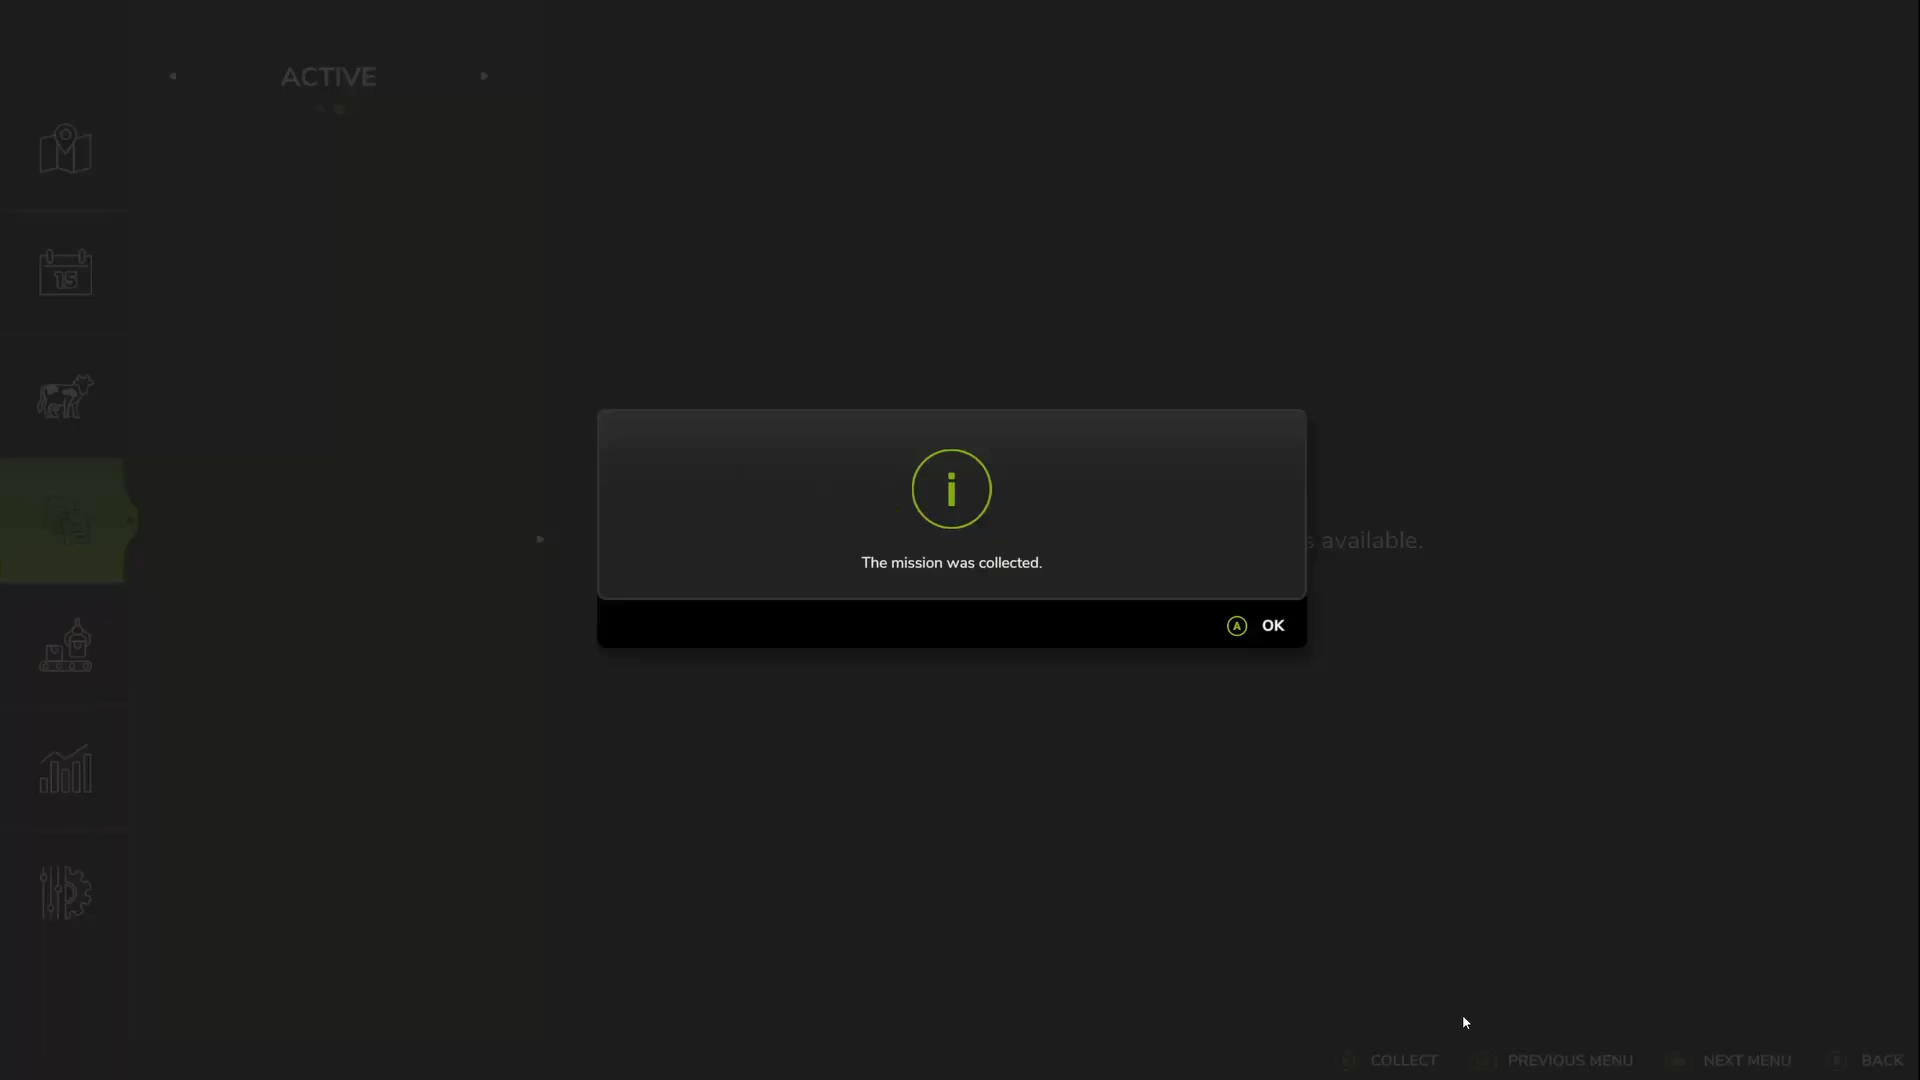 ACTIVE
15
s available.
i
The mission was collected.
A OK
COLLECT PREVIOUS MENU NEXT MENU BACK